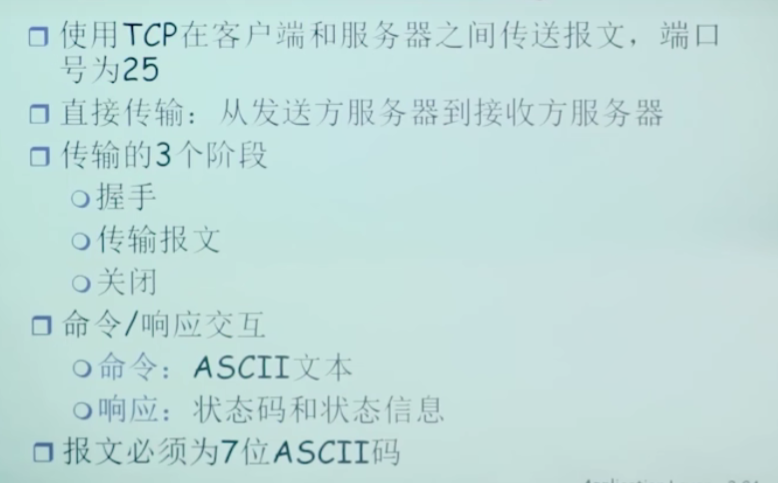 使用TCP在客户端和服务器之间传送报文，端口
号为25
直接传输：从发送方服务器到接收方服务器
传输的3个阶段
握手
传输报文
关闭
命令/响应交互
命令：ASCII文本
响应：状态码和状态信息
报文必须为7位ASCII码